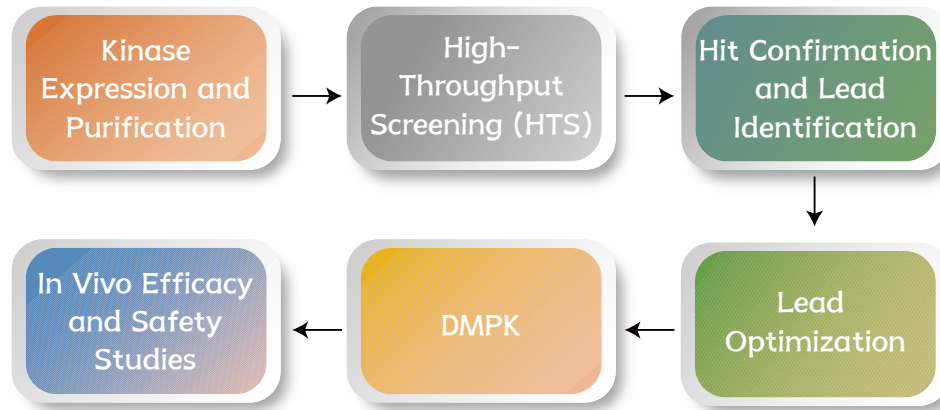 Kinase
Expression and
Purification
High-
Throughput
Screening (HTS)
Hit Confirmation
and Lead
Identification
In Vivo Efficacy
and Safety
Studies
DMPK
Lead
Optimization